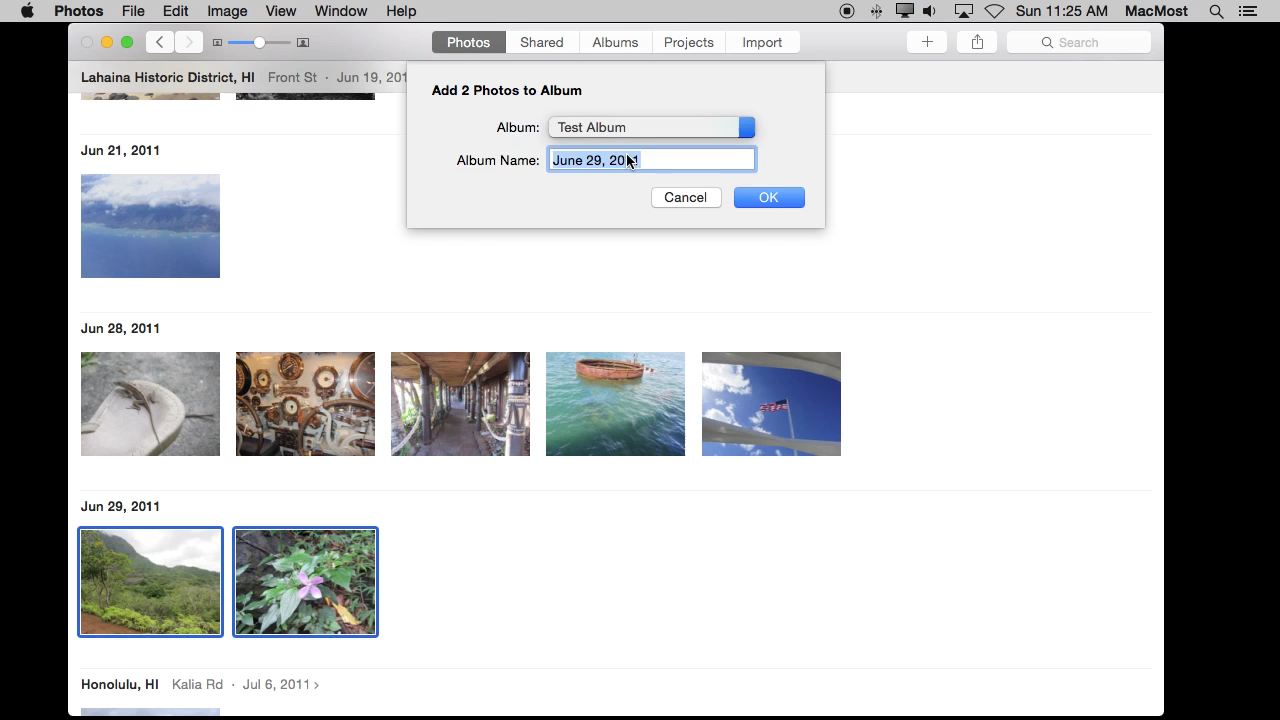 Photos File Edit Image View Window Help Sun 11:25 AM MacMost
Photos Shared Albums Projects Import Search
Lahaina Historic District, HI Front St · Jun 19, 201
Add 2 Photos to Album
Album: Test Album
Album Name: June 29, 2011
Cancel OK
Jun 21, 2011
Jun 28, 2011
Jun 29, 2011
Honolulu, HI Kalia Rd · Jul 6, 2011 >